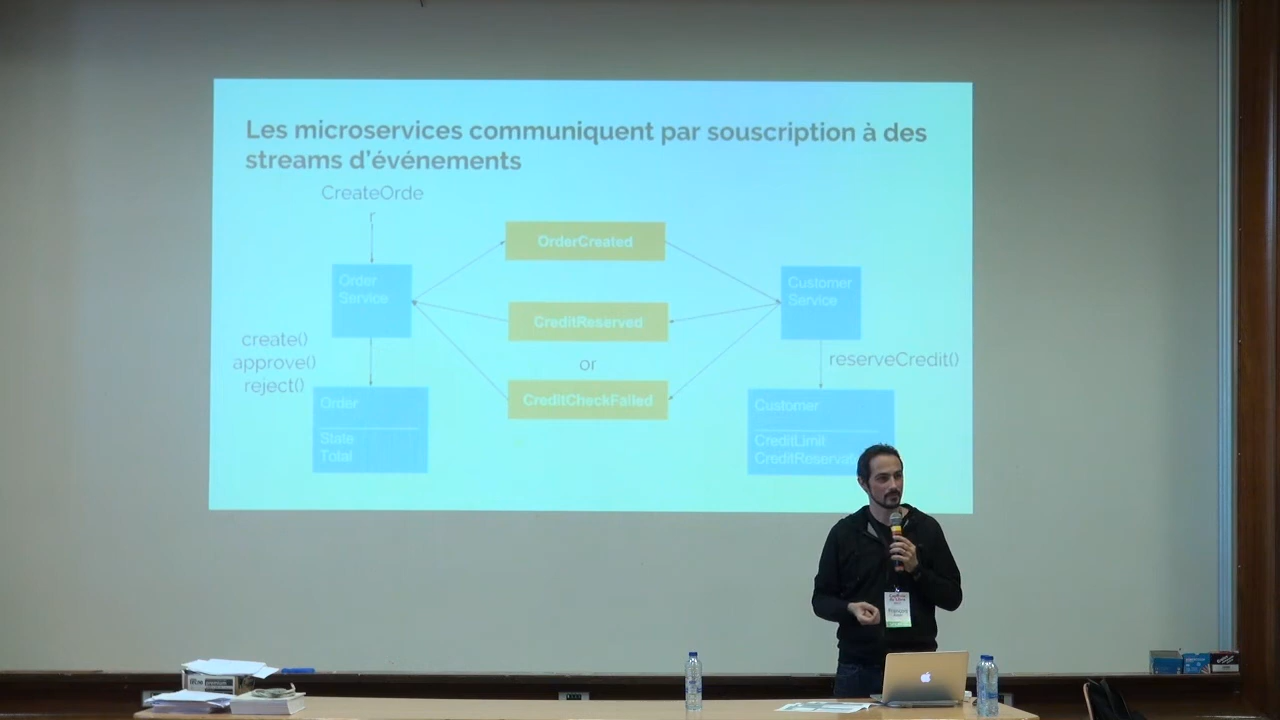 Les microservices communiquent par souscription à des
streams d'événements
CreateOrde
r
OrderCreated
Order
Service
Customer
Service
CreditReserved
create()
approve()
reject()
or
reserveCredit()
CreditCheckFailed
Order
State
Total
Customer
CreditLimit